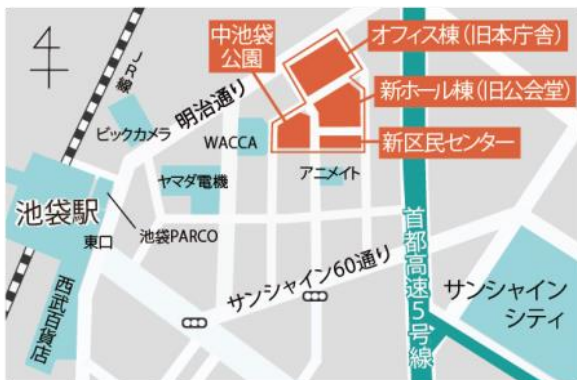 中池袋
公園
オフィス棟(旧本庁舎)
新ホール棟(旧公会堂)
新区民センター
JR線
明治通り
ビックカメラ
WACCA
ヤマダ電機
アニメイト
池袋駅
東口
池袋PARCO
西武百貨店
サンシャイン60通り
首都高速5号線
サンシャイン
シティ